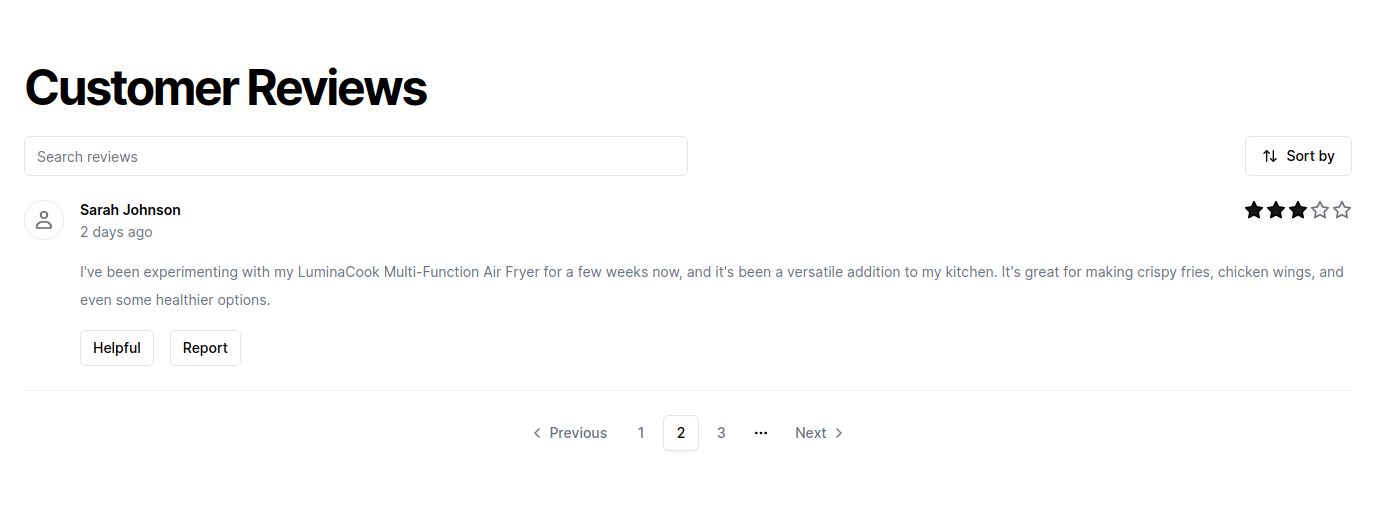 Customer Reviews
Search reviews
Sort by
Sarah Johnson
2 days ago
I've been experimenting with my LuminaCook Multi-Function Air Fryer for a few weeks now, and it's been a versatile addition to my kitchen. It's great for making crispy fries, chicken wings, and
even some healthier options.
Helpful Report
Previous 1 2 3 ··· Next